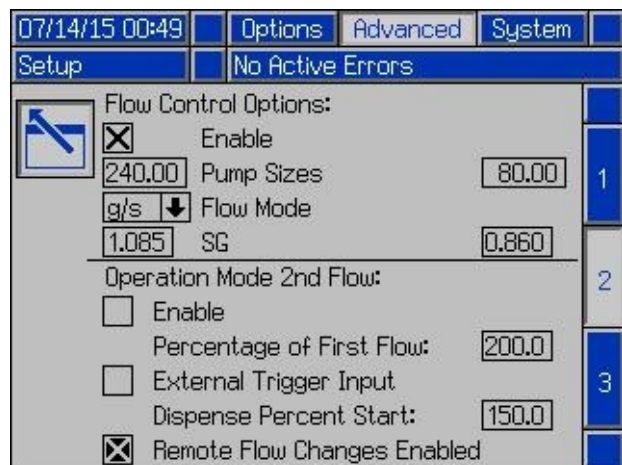 07/14/15 00:49 Options Advanced System
Setup No Active Errors
Flow Control Options:
Enable
240.00 Pump Sizes 80.00
g/s Flow Mode
1.085 SG 0.860
Operation Mode 2nd Flow:
Enable
Percentage of First Flow: 200.0
External Trigger Input
Dispense Percent Start: 150.0
Remote Flow Changes Enabled
1
2
3